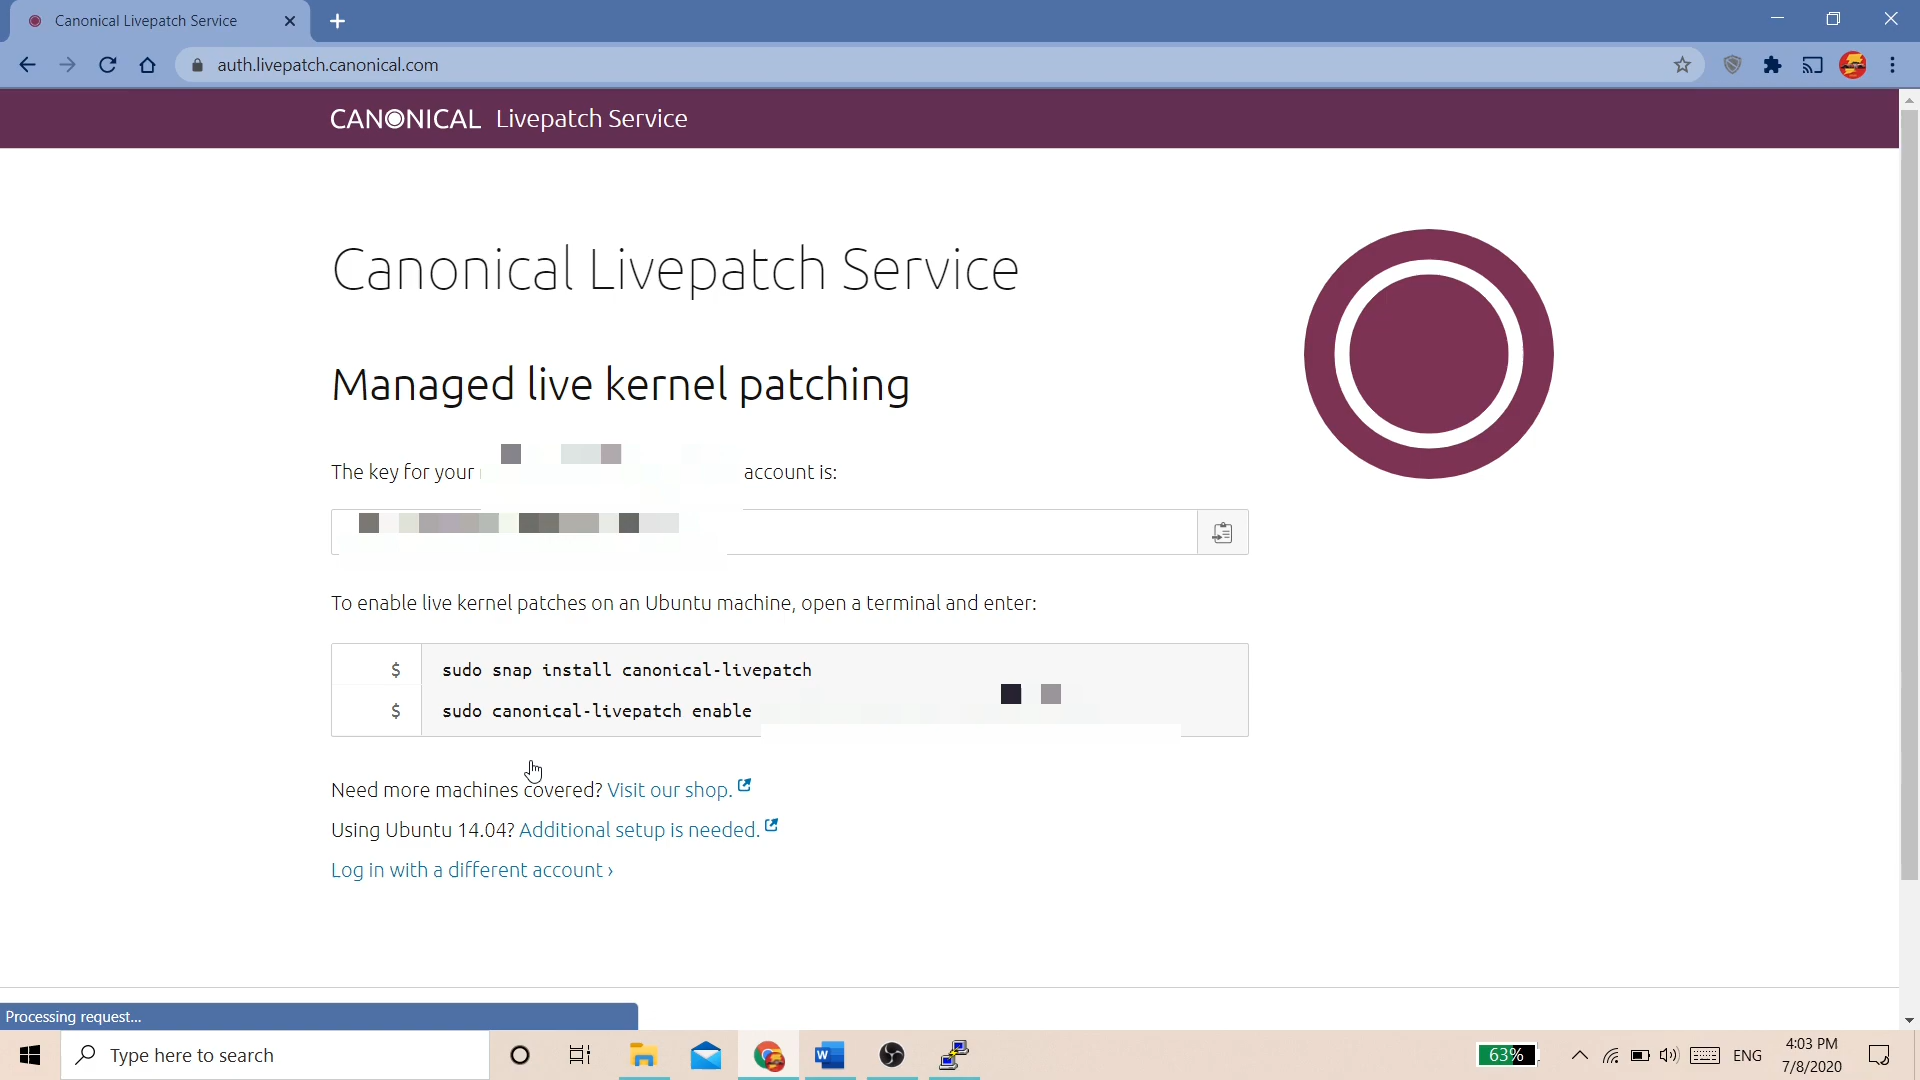 Canonical Livepatch Service
auth.livepatch.canonical.com
CANONICAL Livepatch Service
Canonical Livepatch Service
Managed live kernel patching
The key for your account is:
To enable live kernel patches on an Ubuntu machine, open a terminal and enter:
$ sudo snap install canonical-livepatch
$ sudo canonical-livepatch enable
Need more machines covered? Visit our shop.
Using Ubuntu 14.04? Additional setup is needed.
Log in with a different account ›
Processing request...
Type here to search
63%
ENG
4:03 PM
7/8/2020